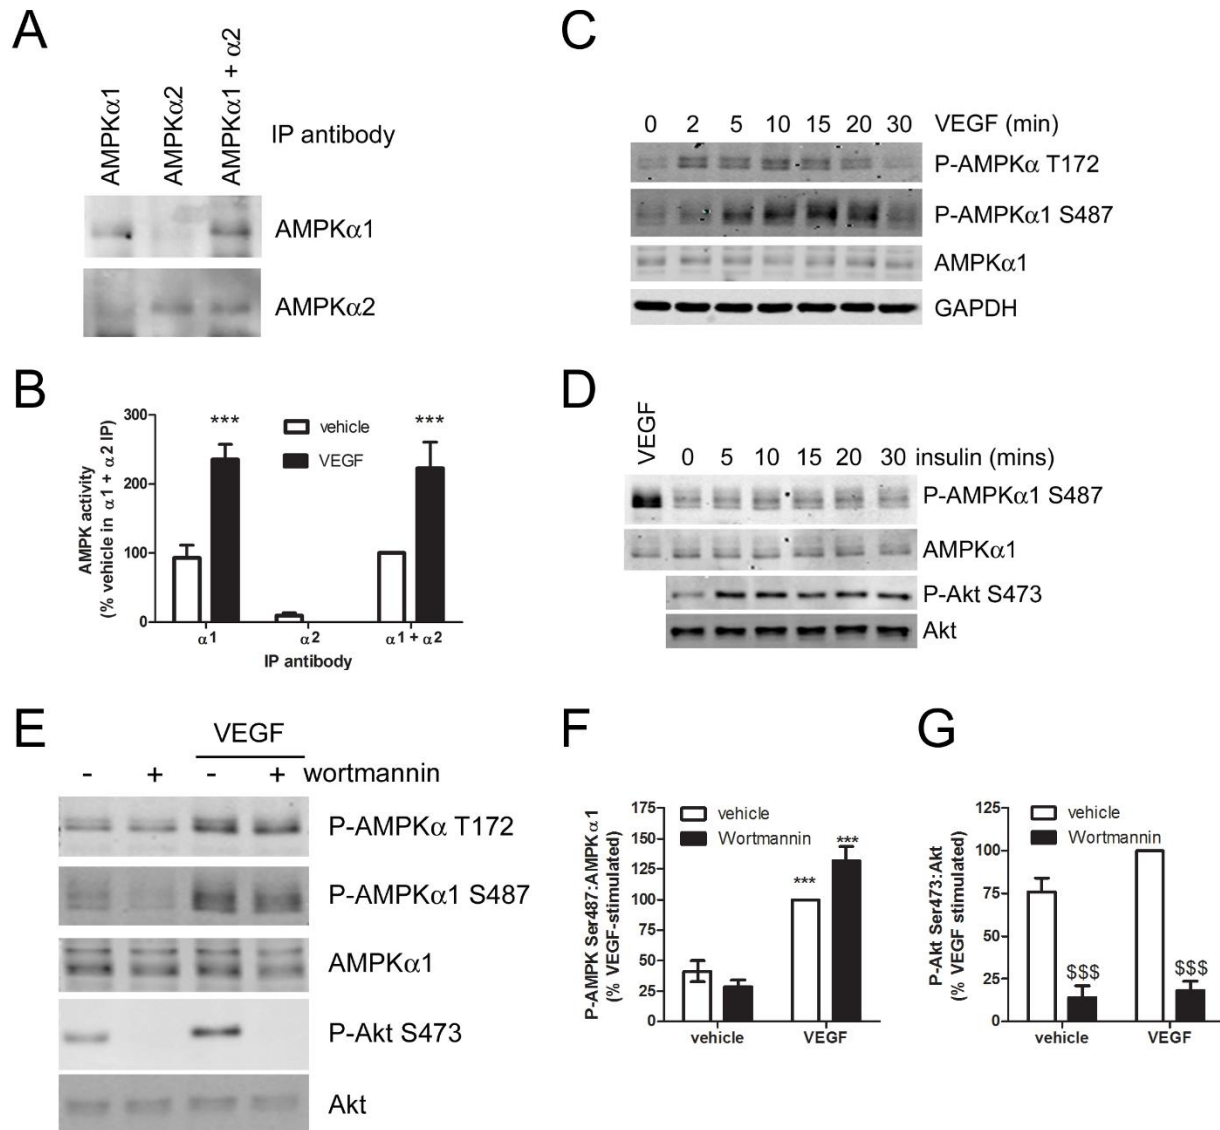 A
AMPKα1
AMPKα2
AMPKα1 + α2
IP antibody
AMPKα1
AMPKα2
B
AMPK activity
(% vehicle in α1 + α2 IP)
300
200
100
0
***
***
vehicle
VEGF
α1
α2
α1 + α2
IP antibody
C
0 2 5 10 15 20 30 VEGF (min)
P-AMPKα T172
P-AMPKα1 S487
AMPKα1
GAPDH
D
VEGF
0 5 10 15 20 30 insulin (mins)
P-AMPKα1 S487
AMPKα1
P-Akt S473
Akt
E
VEGF
- + - + wortmannin
P-AMPKα T172
P-AMPKα1 S487
AMPKα1
P-Akt S473
Akt
F
P-AMPK Ser487:AMPKα1
(% VEGF-stimulated)
175
150
125
100
75
50
25
0
vehicle
Wortmannin
***
***
vehicle
VEGF
G
P-Akt Ser473:Akt
(% VEGF stimulated)
125
100
75
50
25
0
vehicle
Wortmannin
$$$
$$$
vehicle
VEGF